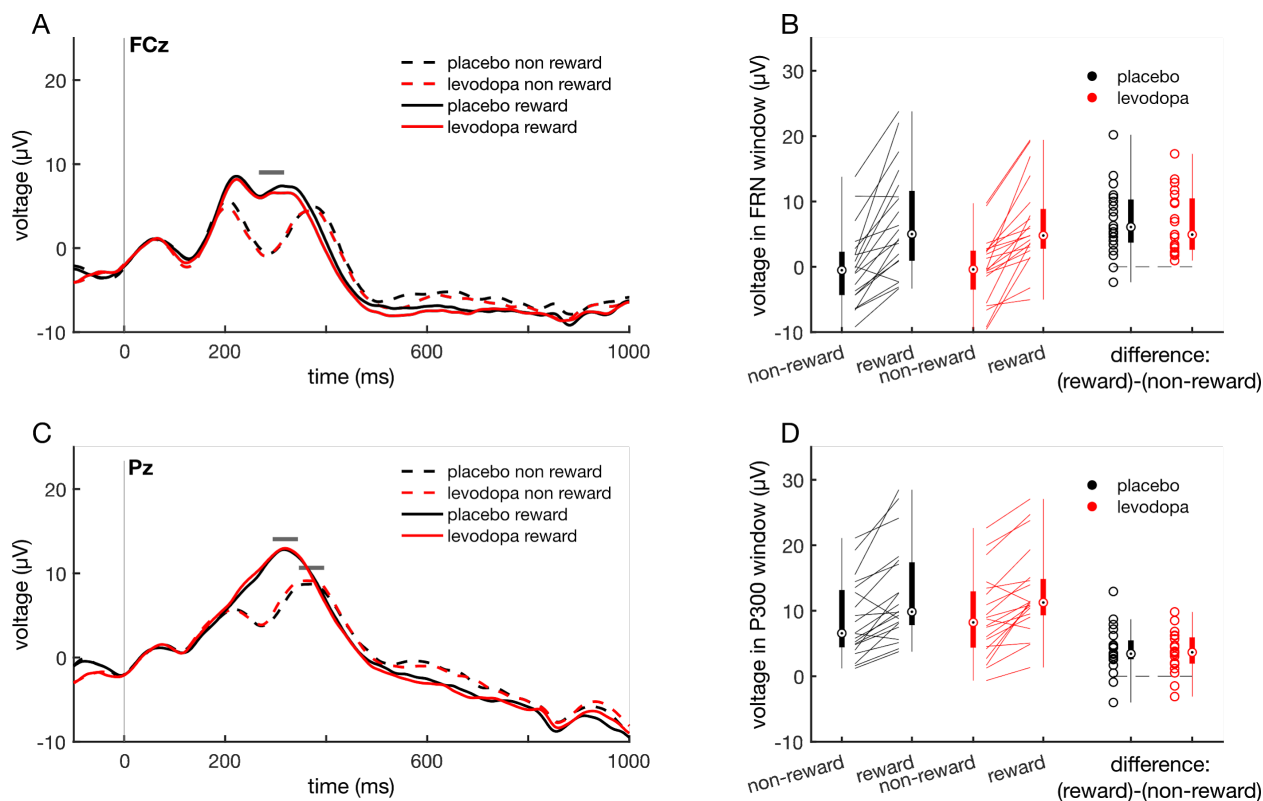 A
FCz
placebo non reward
levodopa non reward
placebo reward
levodopa reward
voltage (µV)
20
10
0
-10
0
200
600
1000
time (ms)
B
placebo
levodopa
voltage in FRN window (µV)
30
20
10
0
-10
non-reward
reward
non-reward
reward
difference:
(reward)-(non-reward)
C
Pz
placebo non reward
levodopa non reward
placebo reward
levodopa reward
voltage (µV)
20
10
0
-10
0
200
600
1000
time (ms)
D
placebo
levodopa
voltage in P300 window (µV)
30
20
10
0
-10
non-reward
reward
non-reward
reward
difference:
(reward)-(non-reward)